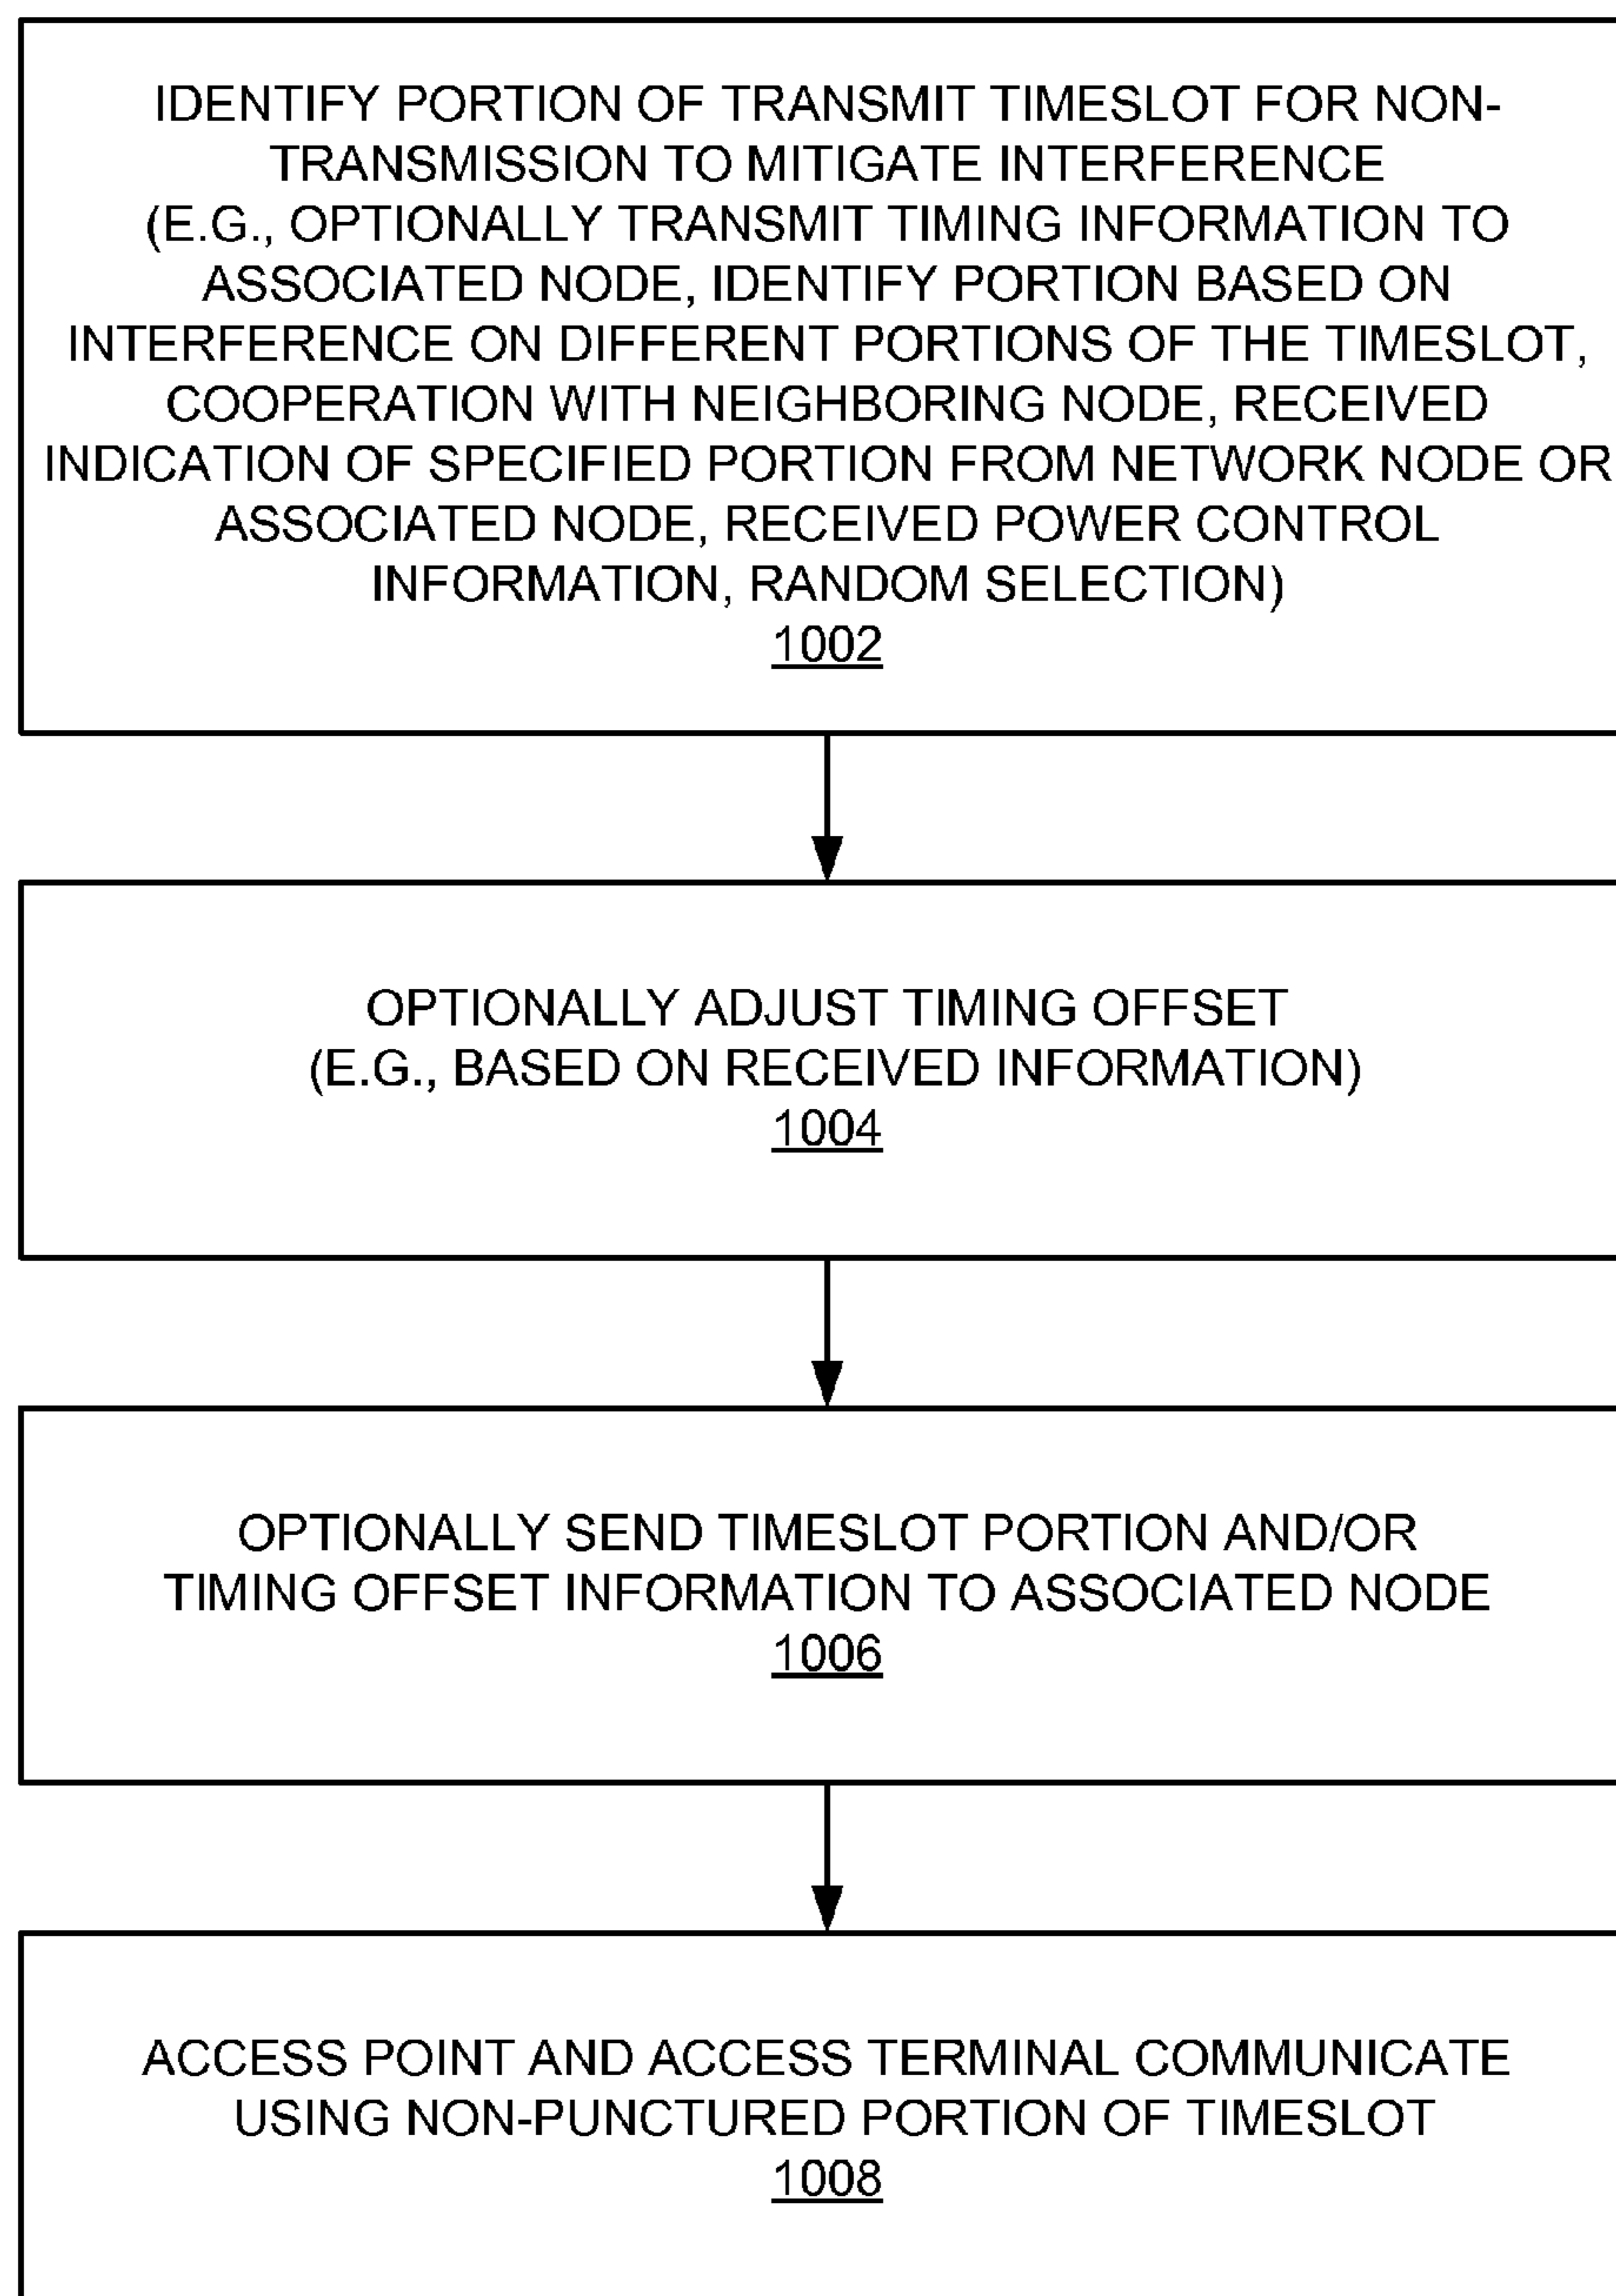 IDENTIFY PORTION OF TRANSMIT TIMESLOT FOR NON-
TRANSMISSION TO MITIGATE INTERFERENCE
(E.G., OPTIONALLY TRANSMIT TIMING INFORMATION TO
ASSOCIATED NODE, IDENTIFY PORTION BASED ON
INTERFERENCE ON DIFFERENT PORTIONS OF THE TIMESLOT,
COOPERATION WITH NEIGHBORING NODE, RECEIVED
INDICATION OF SPECIFIED PORTION FROM NETWORK NODE OR
ASSOCIATED NODE, RECEIVED POWER CONTROL
INFORMATION, RANDOM SELECTION)
1002
OPTIONALLY ADJUST TIMING OFFSET
(E.G., BASED ON RECEIVED INFORMATION)
1004
OPTIONALLY SEND TIMESLOT PORTION AND/OR
TIMING OFFSET INFORMATION TO ASSOCIATED NODE
1006
ACCESS POINT AND ACCESS TERMINAL COMMUNICATE
USING NON-PUNCTURED PORTION OF TIMESLOT
1008